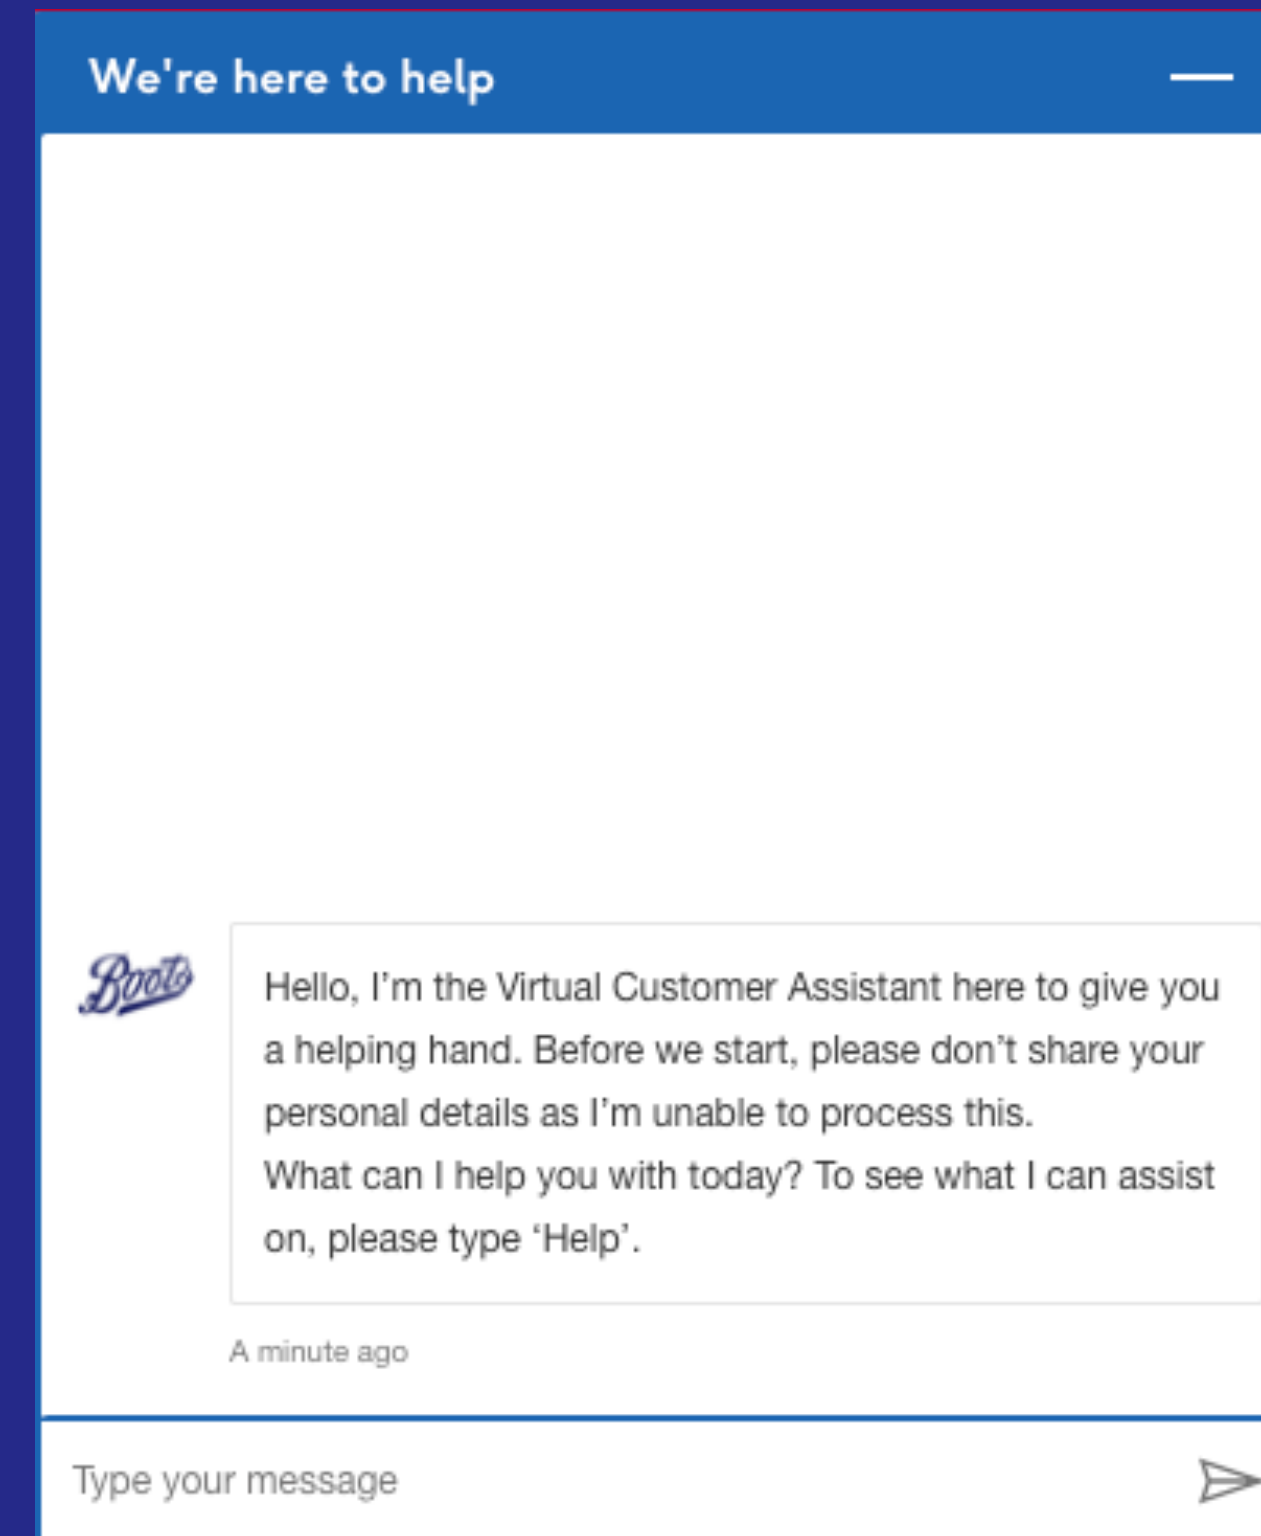 We're here to help
Boots
Hello, I’m the Virtual Customer Assistant here to give you
a helping hand. Before we start, please don’t share your
personal details as I’m unable to process this.
What can I help you with today? To see what I can assist
on, please type ‘Help’.
A minute ago
Type your message